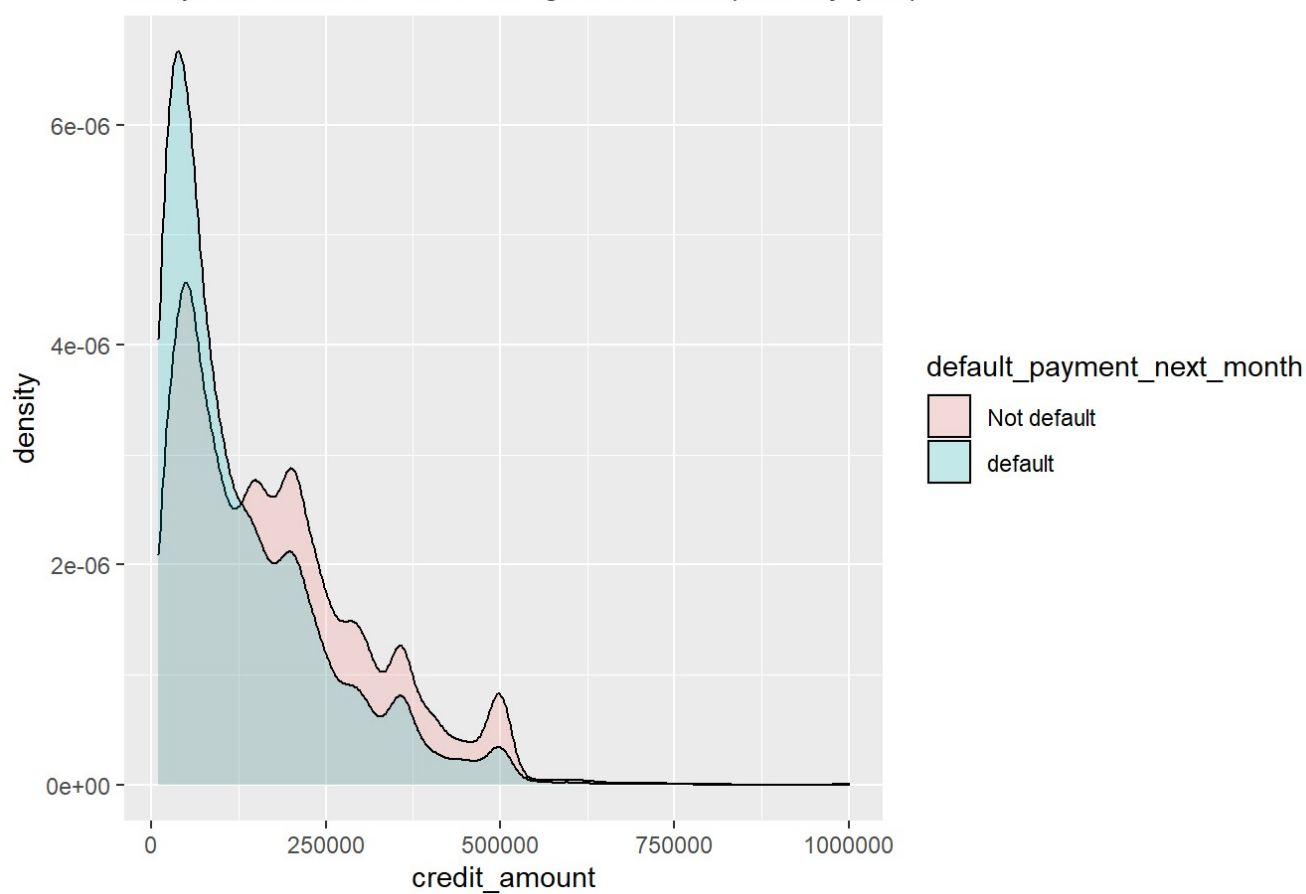 6e-06
4e-06
2e-06
0e+00
density
0
250000
500000
750000
1000000
credit_amount
default_payment_next_month
Not default
default